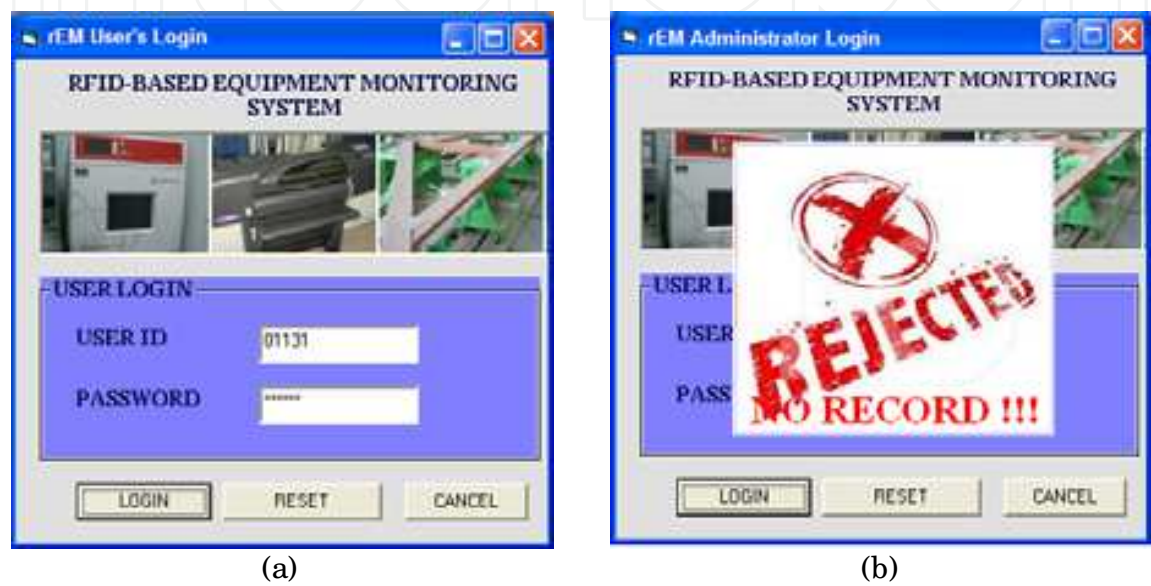 rEM User's Login
RFID-BASED EQUIPMENT MONITORING
SYSTEM
USER LOGIN
USER ID
01131
PASSWORD
******
LOGIN
RESET
CANCEL
(a)
rEM Administrator Login
RFID-BASED EQUIPMENT MONITORING
SYSTEM
USER L
USER
PASS
REJECTED
NO RECORD !!!
LOGIN
RESET
CANCEL
(b)